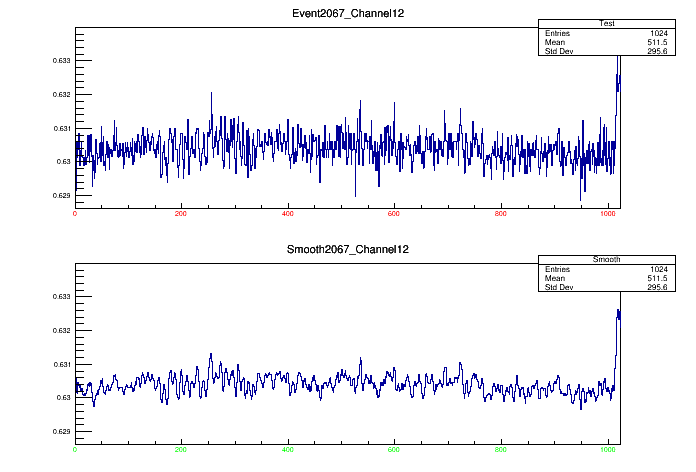 Event2067_Channel12
Test
Entries 1024
Mean 511.5
Std Dev 295.6
0.633
0.632
0.631
0.63
0.629
0 200 400 600 800 1000
Smooth2067_Channel12
Smooth
Entries 1024
Mean 511.5
Std Dev 295.6
0.633
0.632
0.631
0.63
0.629
0 200 400 600 800 1000